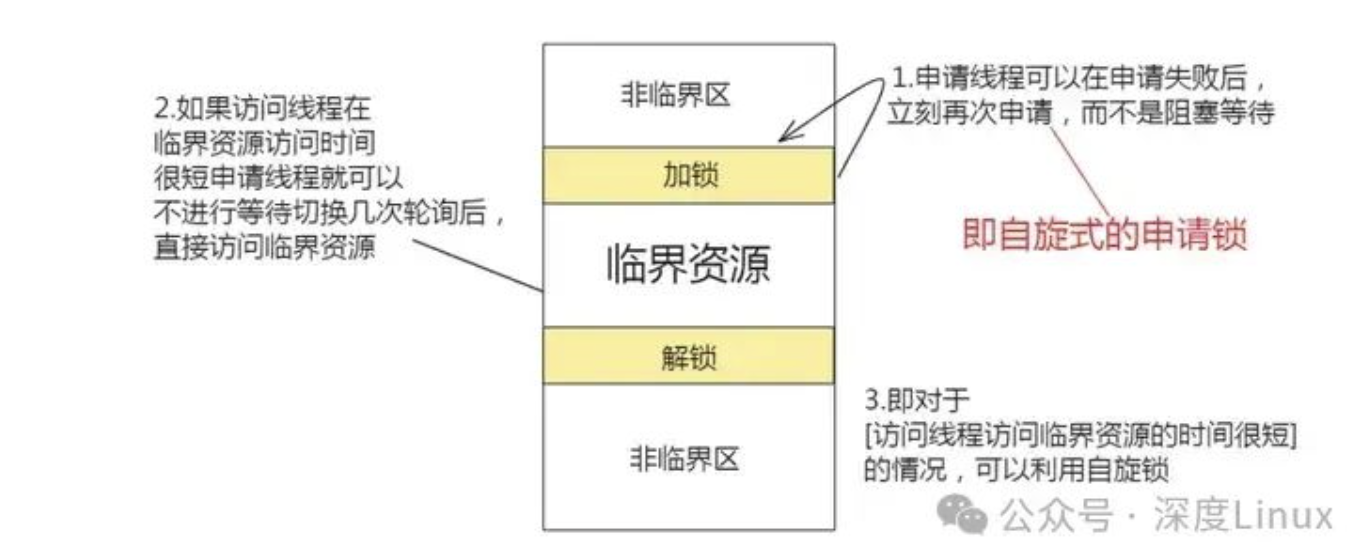 非临界区
1.申请线程可以在申请失败后，
立刻再次申请，而不是阻塞等待
2.如果访问线程在
临界资源访问时间
很短申请线程就可以
不进行等待切换几次轮询后，
直接访问临界资源
加锁
即自旋式的申请锁
临界资源
解锁
3.即对于
[访问线程访问临界资源的时间很短]
的情况，可以利用自旋锁
非临界区
公众号 · 深度Linux